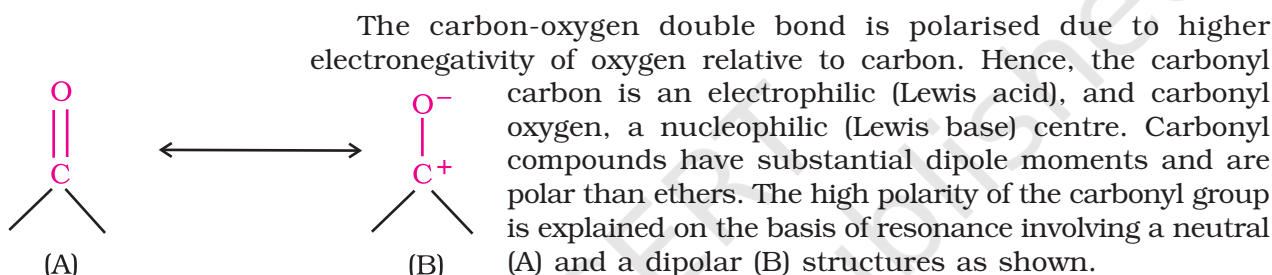 The carbon-oxygen double bond is polarised due to higher
electronegativity of oxygen relative to carbon. Hence, the carbonyl
carbon is an electrophilic (Lewis acid), and carbonyl
oxygen, a nucleophilic (Lewis base) centre. Carbonyl
compounds have substantial dipole moments and are
polar than ethers. The high polarity of the carbonyl group
is explained on the basis of resonance involving a neutral
(A) and a dipolar (B) structures as shown.
O
C
(A)
O–
C+
(B)